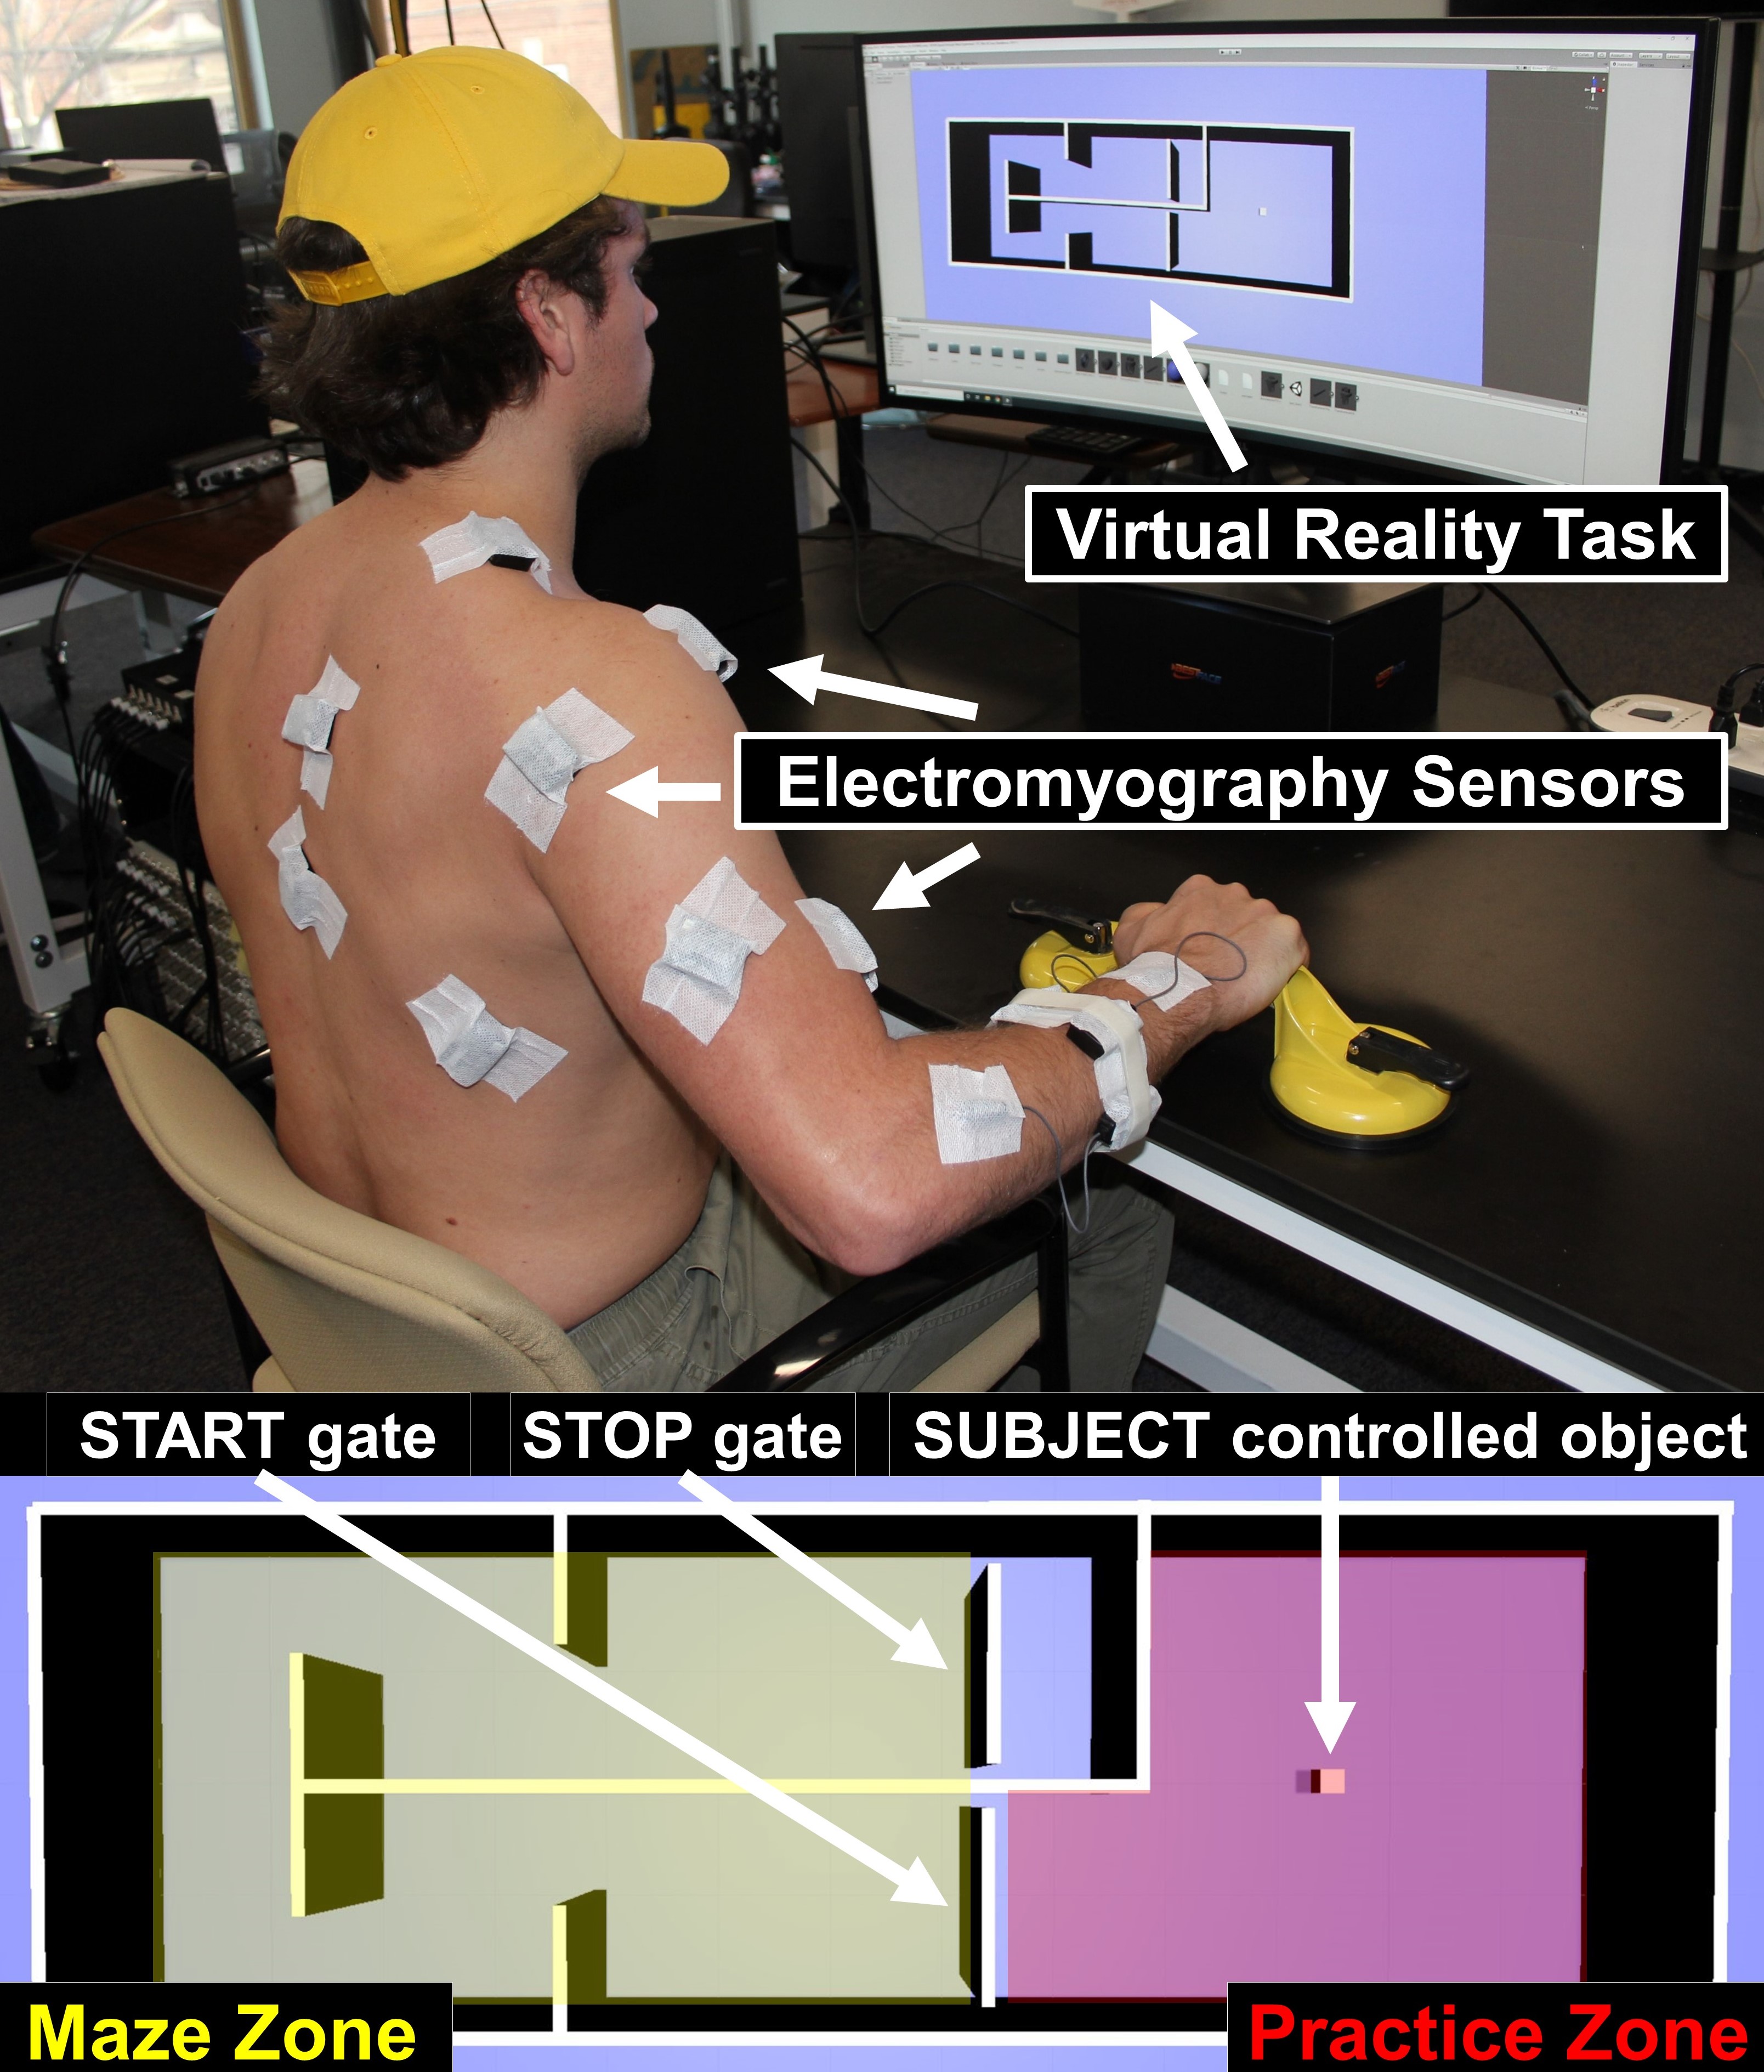 Virtual Reality Task
Electromyography Sensors
START gate
STOP gate
SUBJECT controlled object
Maze Zone
Practice Zone